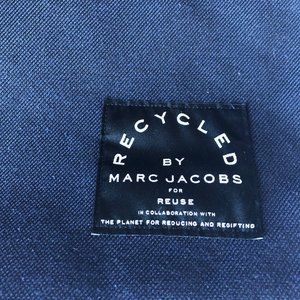 RECYCLED
BY
MARC JACOBS
FOR
REUSE
IN COLLABORATION WITH
THE PLANET FOR REDUCING AND REGIFTING